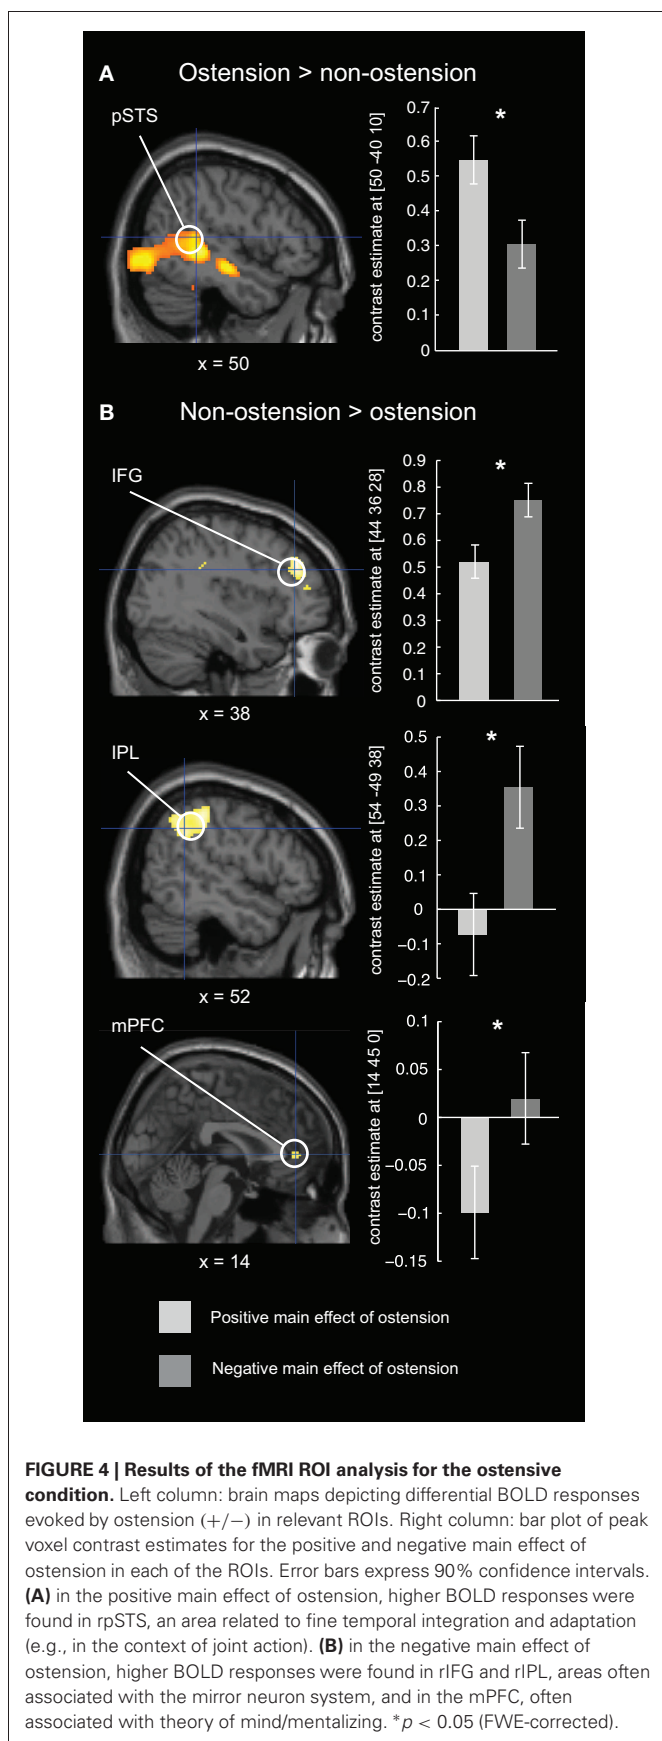 A Ostension > non-ostension
pSTS
contrast estimate at [50 -40 10]
0.7
0.6
0.5
0.4
0.3
0.2
0.1
0
*
x = 50
B Non-ostension > ostension
IFG
contrast estimate at [44 36 28]
0.9
0.8
0.7
0.6
0.5
0.4
0.3
0.2
0.1
0
*
x = 38
IPL
contrast estimate at [54 -49 38]
0.5
0.4
0.3
0.2
0.1
0
−0.1
−0.2
*
x = 52
mPFC
contrast estimate at [14 45 0]
0.1
0.05
0
−0.05
−0.1
−0.15
*
x = 14
Positive main effect of ostension
Negative main effect of ostension
FIGURE 4 | Results of the fMRI ROI analysis for the ostensive
condition. Left column: brain maps depicting differential BOLD responses
evoked by ostension (+/−) in relevant ROIs. Right column: bar plot of peak
voxel contrast estimates for the positive and negative main effect of
ostension in each of the ROIs. Error bars express 90% confidence intervals.
(A) in the positive main effect of ostension, higher BOLD responses were
found in rpSTS, an area related to fine temporal integration and adaptation
(e.g., in the context of joint action). (B) in the negative main effect of
ostension, higher BOLD responses were found in rIFG and rIPL, areas often
associated with the mirror neuron system, and in the mPFC, often
associated with theory of mind/mentalizing. *p < 0.05 (FWE-corrected).